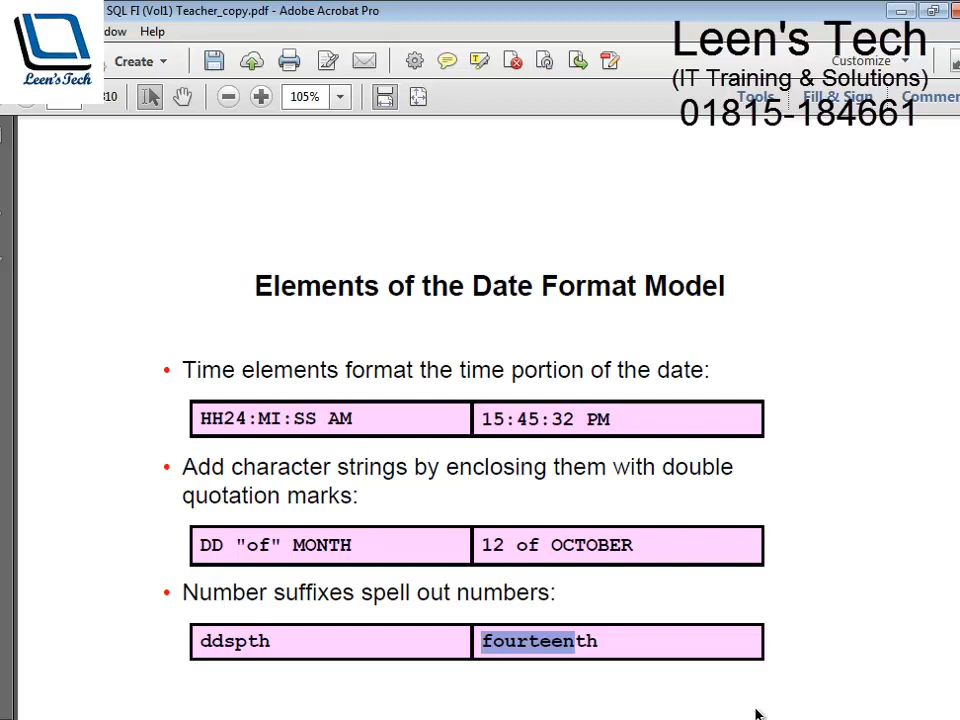 SQL FI (Vol1) Teacher_copy.pdf - Adobe Acrobat Pro
dow Help
Leen's Tech
Leen's Tech
Create
Customize
(IT Training & Solutions)
310
105%
Tools
Fill & Sign
Comme
01815-184661
Elements of the Date Format Model
• Time elements format the time portion of the date:
HH24:MI:SS AM 15:45:32 PM
• Add character strings by enclosing them with double
quotation marks:
DD "of" MONTH 12 of OCTOBER
• Number suffixes spell out numbers:
ddspth fourteenth